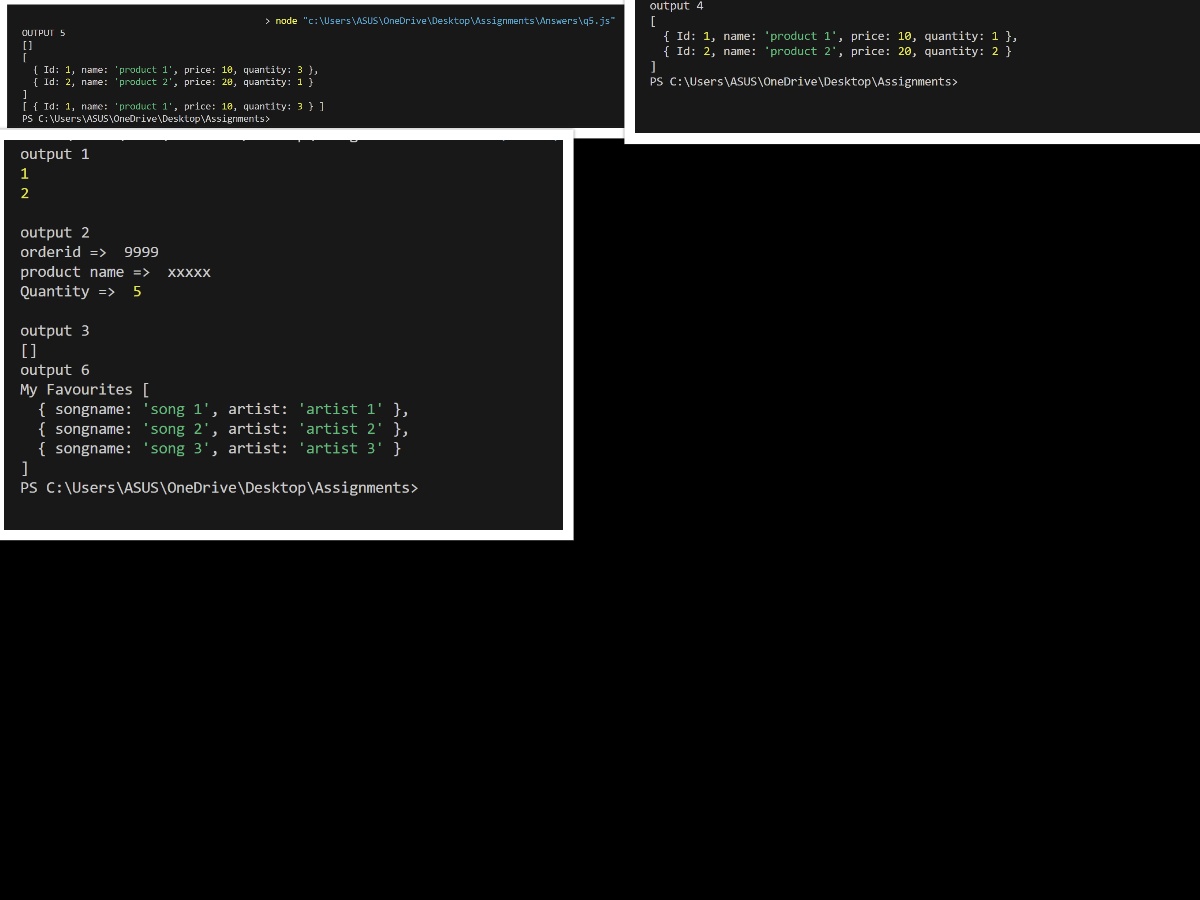 > node "c:\Users\ASUS\OneDrive\Desktop\Assignments\Answers\q5.js"
OUTPUT 5
[]
[
  { Id: 1, name: 'product 1', price: 10, quantity: 3 },
  { Id: 2, name: 'product 2', price: 20, quantity: 1 }
]
[ { Id: 1, name: 'product 1', price: 10, quantity: 3 } ]
PS C:\Users\ASUS\OneDrive\Desktop\Assignments>
output 4
[
  { Id: 1, name: 'product 1', price: 10, quantity: 1 },
  { Id: 2, name: 'product 2', price: 20, quantity: 2 }
]
PS C:\Users\ASUS\OneDrive\Desktop\Assignments>
output 1
1
2
output 2
orderid =>  9999
product name =>  xxxxx
Quantity =>  5
output 3
[]
output 6
My Favourites [
  { songname: 'song 1', artist: 'artist 1' },
  { songname: 'song 2', artist: 'artist 2' },
  { songname: 'song 3', artist: 'artist 3' }
]
PS C:\Users\ASUS\OneDrive\Desktop\Assignments>